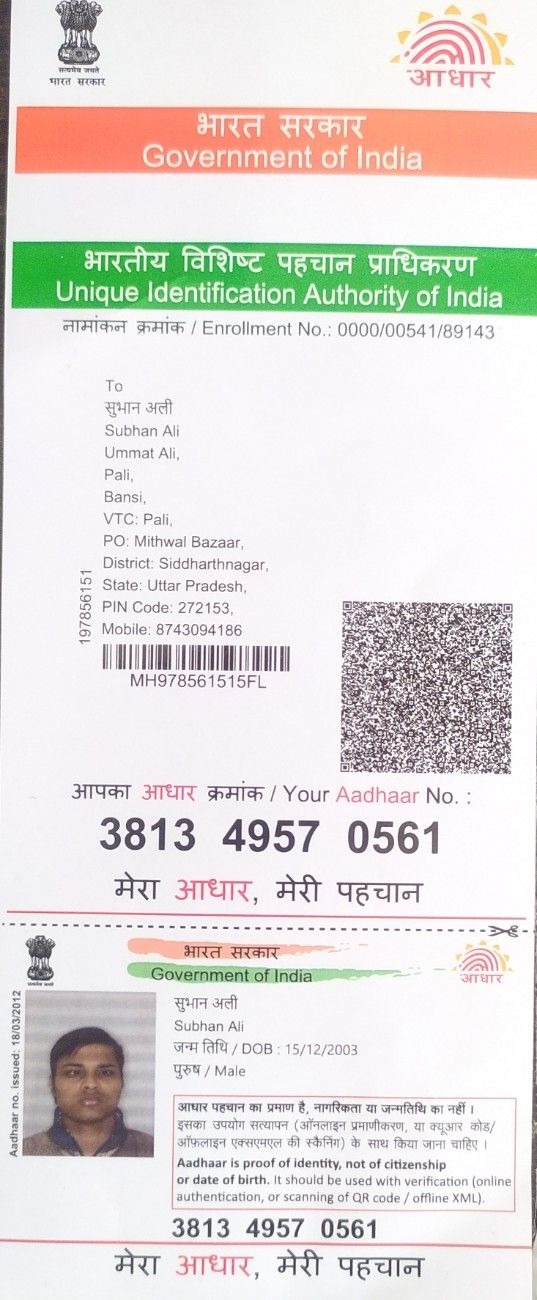 सत्यमेव जयते
भारत सरकार
आधार
भारत सरकार
Government of India
भारतीय विशिष्ट पहचान प्राधिकरण
Unique Identification Authority of India
नामांकन क्रमांक / Enrollment No.: 0000/00541/89143
To
सुभान अली
Subhan Ali
Ummat Ali,
Pali,
Bansi,
VTC: Pali,
PO: Mithwal Bazaar,
District: Siddharthnagar,
State: Uttar Pradesh,
PIN Code: 272153,
Mobile: 8743094186
197856151
MH978561515FL
आपका आधार क्रमांक / Your Aadhaar No. :
3813 4957 0561
मेरा आधार, मेरी पहचान
भारत सरकार
Government of India
आधार
Aadhaar no. issued: 18/03/2012
सुभान अली
Subhan Ali
जन्म तिथि / DOB : 15/12/2003
पुरुष / Male
आधार पहचान का प्रमाण है, नागरिकता या जन्मतिथि का नहीं ।
इसका उपयोग सत्यापन (ऑनलाइन प्रमाणीकरण, या क्यूआर कोड/
ऑफलाइन एक्सएमएल की स्कैनिंग) के साथ किया जाना चाहिए ।
Aadhaar is proof of identity, not of citizenship
or date of birth. It should be used with verification (online
authentication, or scanning of QR code / offline XML).
3813 4957 0561
मेरा आधार, मेरी पहचान